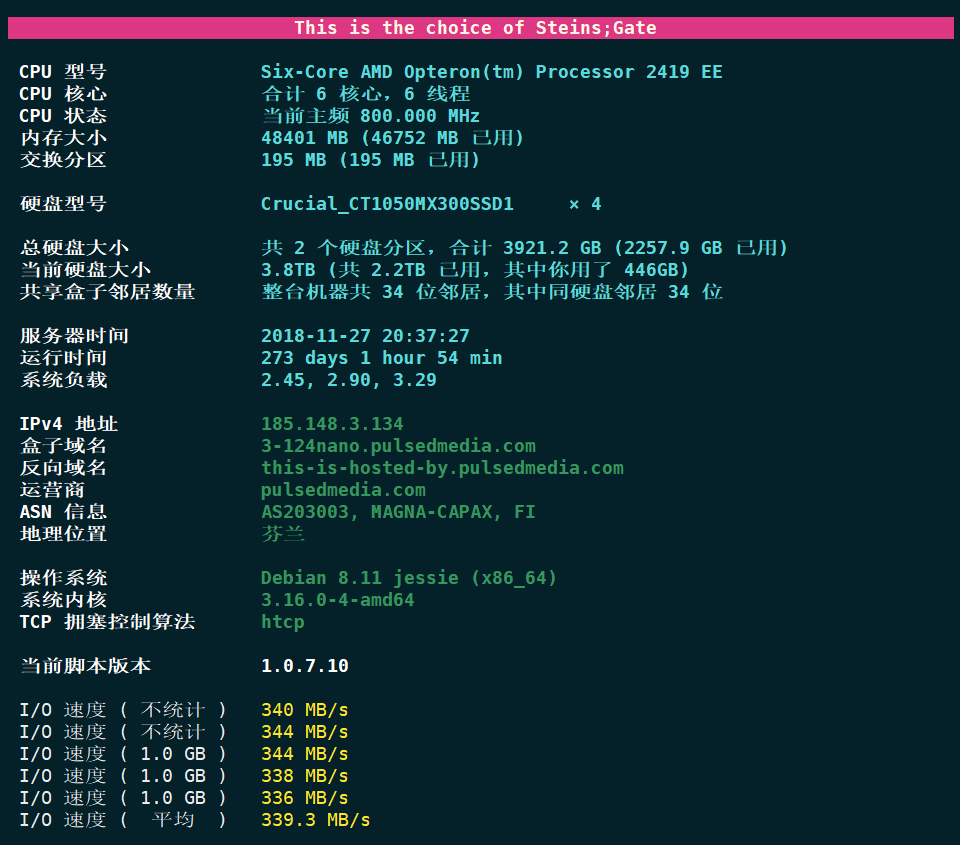 This is the choice of Steins;Gate
CPU 型号 Six-Core AMD Opteron(tm) Processor 2419 EE
CPU 核心 合计 6 核心，6 线程
CPU 状态 当前主频 800.000 MHz
内存大小 48401 MB (46752 MB 已用)
交换分区 195 MB (195 MB 已用)
硬盘型号 Crucial_CT1050MX300SSD1 × 4
总硬盘大小 共 2 个硬盘分区，合计 3921.2 GB (2257.9 GB 已用)
当前硬盘大小 3.8TB (共 2.2TB 已用，其中你用了 446GB)
共享盒子邻居数量 整台机器共 34 位邻居，其中同硬盘邻居 34 位
服务器时间 2018-11-27 20:37:27
运行时间 273 days 1 hour 54 min
系统负载 2.45, 2.90, 3.29
IPv4 地址 185.148.3.134
盒子域名 3-124nano.pulsedmedia.com
反向域名 this-is-hosted-by.pulsedmedia.com
运营商 pulsedmedia.com
ASN 信息 AS203003, MAGNA-CAPAX, FI
地理位置 芬兰
操作系统 Debian 8.11 jessie (x86_64)
系统内核 3.16.0-4-amd64
TCP 拥塞控制算法 htcp
当前脚本版本 1.0.7.10
I/O 速度 ( 不统计 ) 340 MB/s
I/O 速度 ( 不统计 ) 344 MB/s
I/O 速度 ( 1.0 GB ) 344 MB/s
I/O 速度 ( 1.0 GB ) 338 MB/s
I/O 速度 ( 1.0 GB ) 336 MB/s
I/O 速度 ( 平均 ) 339.3 MB/s